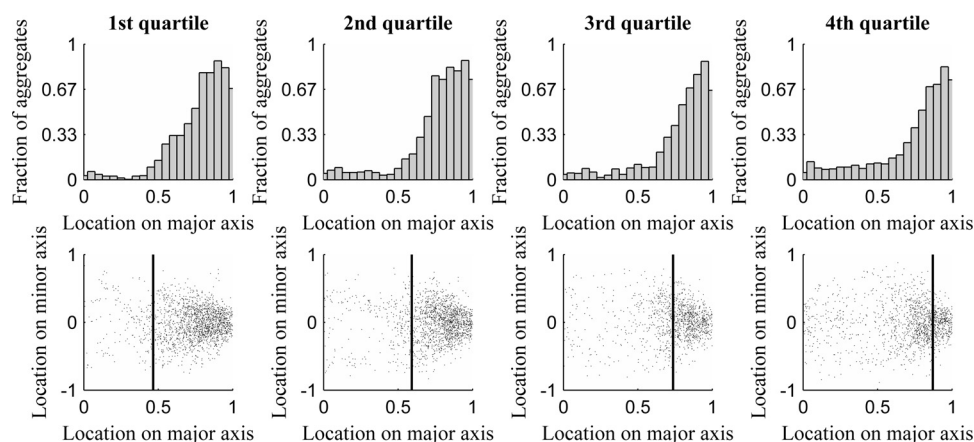 1st quartile 2nd quartile 3rd quartile 4th quartile
Fraction of aggregates
1
0.67
0.33
0
0 0.5 1
Location on major axis
Fraction of aggregates
1
0.67
0.33
0
0 0.5 1
Location on major axis
Fraction of aggregates
1
0.67
0.33
0
0 0.5 1
Location on major axis
Fraction of aggregates
1
0.67
0.33
0
0 0.5 1
Location on major axis
Location on minor axis
1
0
-1
0 0.5 1
Location on major axis
Location on minor axis
1
0
-1
0 0.5 1
Location on major axis
Location on minor axis
1
0
-1
0 0.5 1
Location on major axis
Location on minor axis
1
0
-1
0 0.5 1
Location on major axis